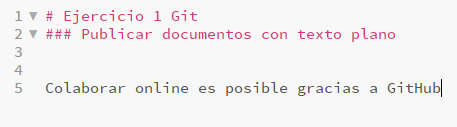 1 # Ejercicio 1 Git
2 ### Publicar documentos con texto plano
3
4
5 Colaborar online es posible gracias a GitHub